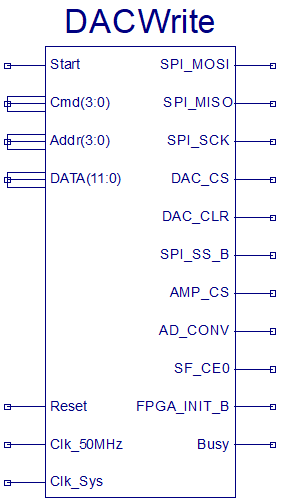 DACWrite
Start SPI_MOSI
Cmd(3:0) SPI_MISO
Addr(3:0) SPI_SCK
DATA(11:0) DAC_CS
DAC_CLR
SPI_SS_B
AMP_CS
AD_CONV
SF_CE0
Reset FPGA_INIT_B
Clk_50MHz Busy
Clk_Sys